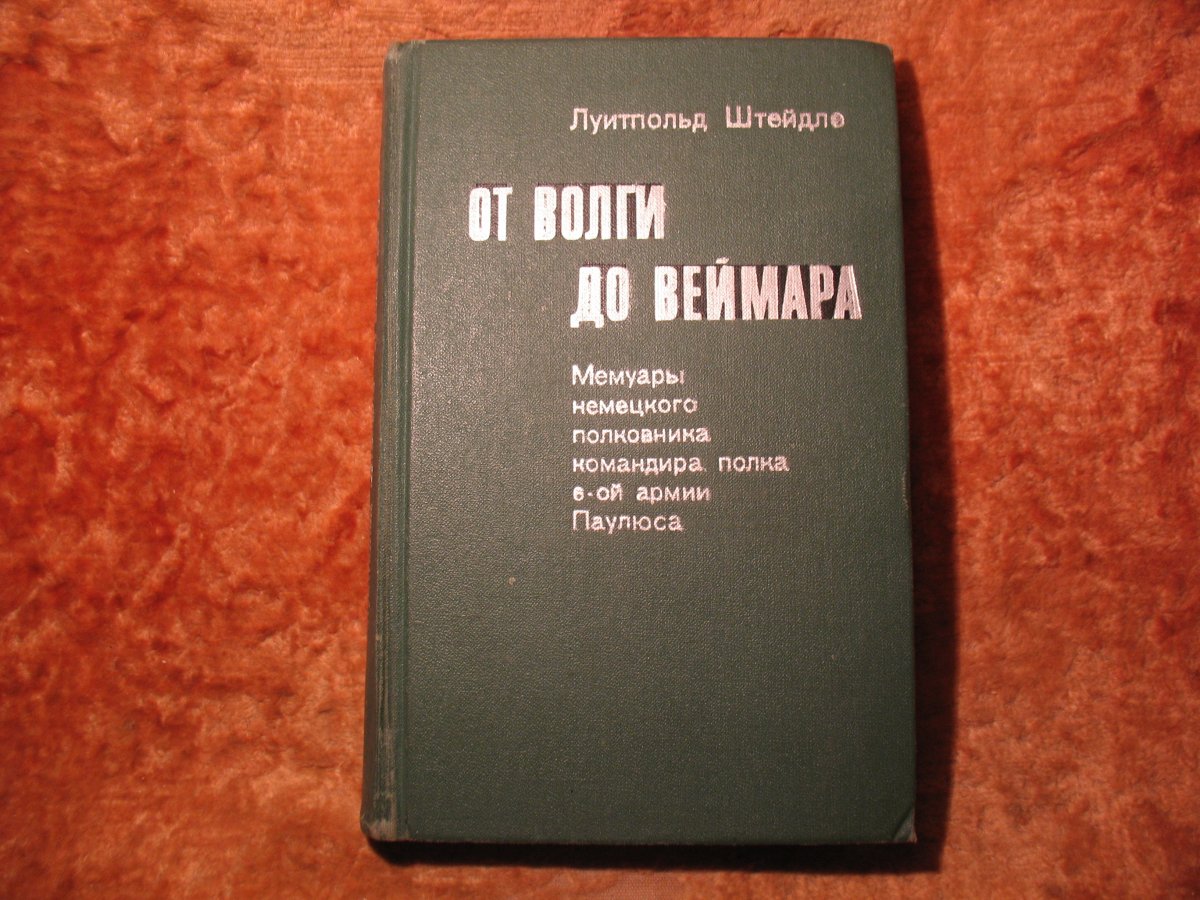 Луитпольд Штейдле
ОТ ВОЛГИ
ДО ВЕЙМАРА
Мемуары
немецкого
полковника
командира полка
6-ой армии
Паулюса